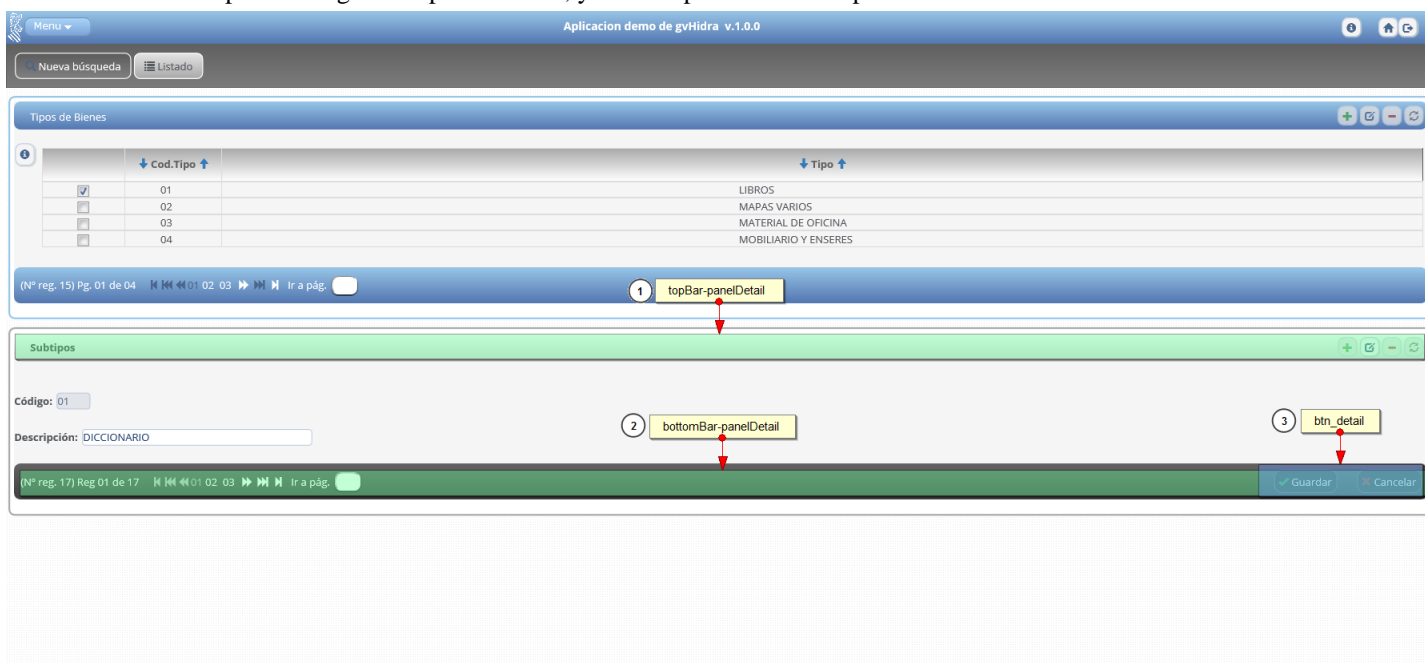 Menu
Aplicacion demo de gvHidra v.1.0.0
Nueva búsqueda
Listado
Tipos de Bienes
Cod.Tipo
Tipo
01 LIBROS
02 MAPAS VARIOS
03 MATERIAL DE OFICINA
04 MOBILIARIO Y ENSERES
(Nº reg. 15) Pg. 01 de 04 01 02 03 Ir a pág.
1 topBar-panelDetail
Subtipos
Código: 01
3 btn_detail
2 bottomBar-panelDetail
Descripción: DICCIONARIO
(Nº reg. 17) Reg 01 de 17 01 02 03 Ir a pág.
Guardar
Cancelar